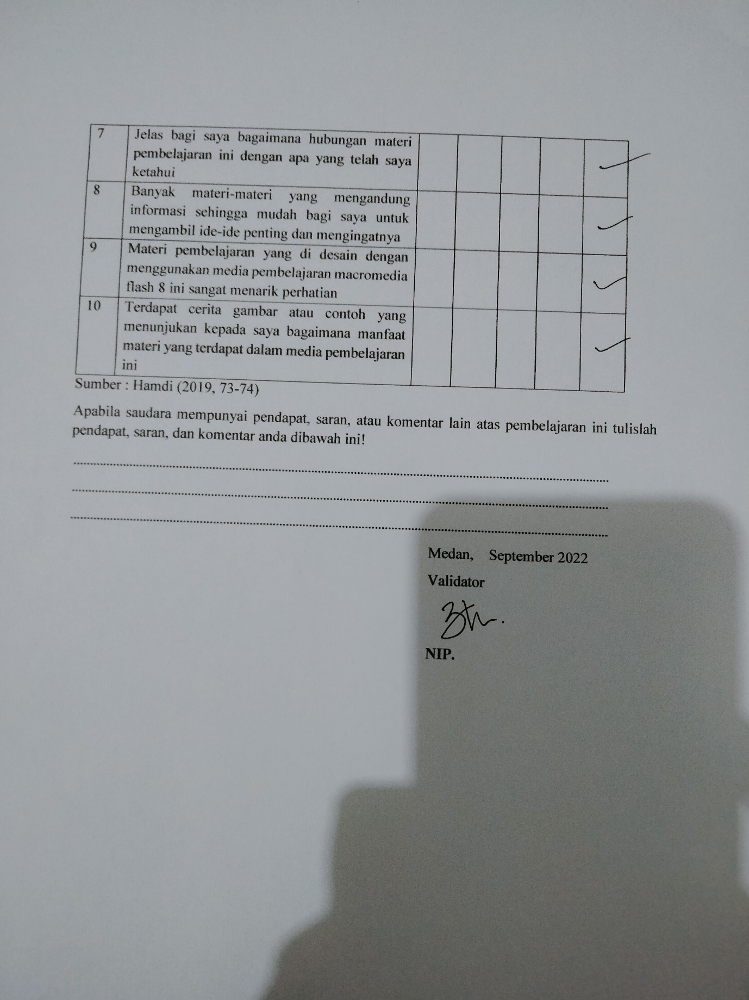 7 Jelas bagi saya bagaimana hubungan materi
pembelajaran ini dengan apa yang telah saya
ketahui
8 Banyak materi-materi yang mengandung
informasi sehingga mudah bagi saya untuk
mengambil ide-ide penting dan mengingatnya
9 Materi pembelajaran yang di desain dengan
menggunakan media pembelajaran macromedia
flash 8 ini sangat menarik perhatian
10 Terdapat cerita gambar atau contoh yang
menunjukan kepada saya bagaimana manfaat
materi yang terdapat dalam media pembelajaran
ini
Sumber : Hamdi (2019, 73-74)
Apabila saudara mempunyai pendapat, saran, atau komentar lain atas pembelajaran ini tulislah
pendapat, saran, dan komentar anda dibawah ini!
Medan, September 2022
Validator
NIP.